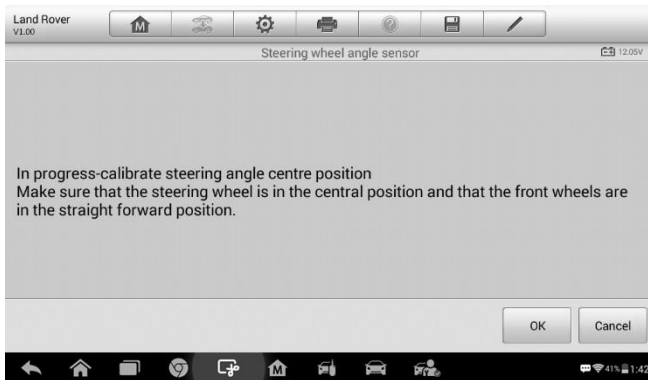 Land Rover
V1.00
M
Steering wheel angle sensor
12.05V
In progress-calibrate steering angle centre position
Make sure that the steering wheel is in the central position and that the front wheels are
in the straight forward position.
OK
Cancel
M
41%
1:42